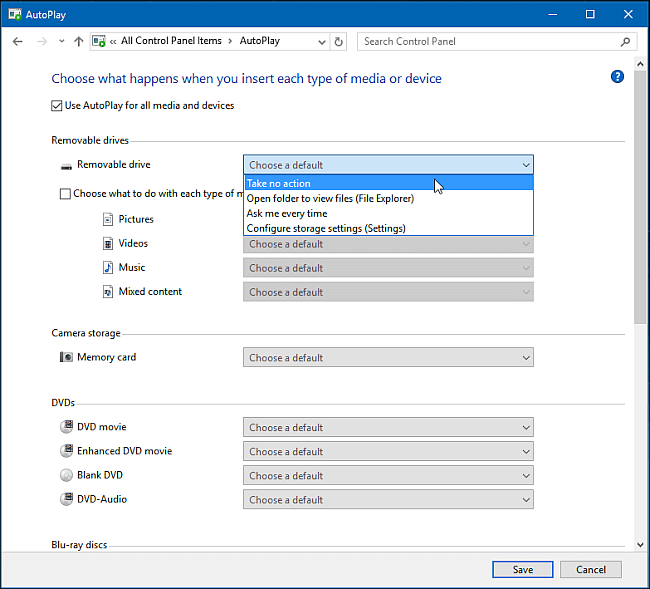 AutoPlay
« All Control Panel Items > AutoPlay
Search Control Panel
Choose what happens when you insert each type of media or device
?
Use AutoPlay for all media and devices
Removable drives
Removable drive Choose a default
Take no action
Choose what to do with each type of m
Open folder to view files (File Explorer)
Ask me every time
Configure storage settings (Settings)
Pictures
Videos Choose a default
Music Choose a default
Mixed content Choose a default
Camera storage
Memory card Choose a default
DVDs
DVD movie Choose a default
Enhanced DVD movie Choose a default
Blank DVD Choose a default
DVD-Audio Choose a default
Blu-ray discs
Save Cancel